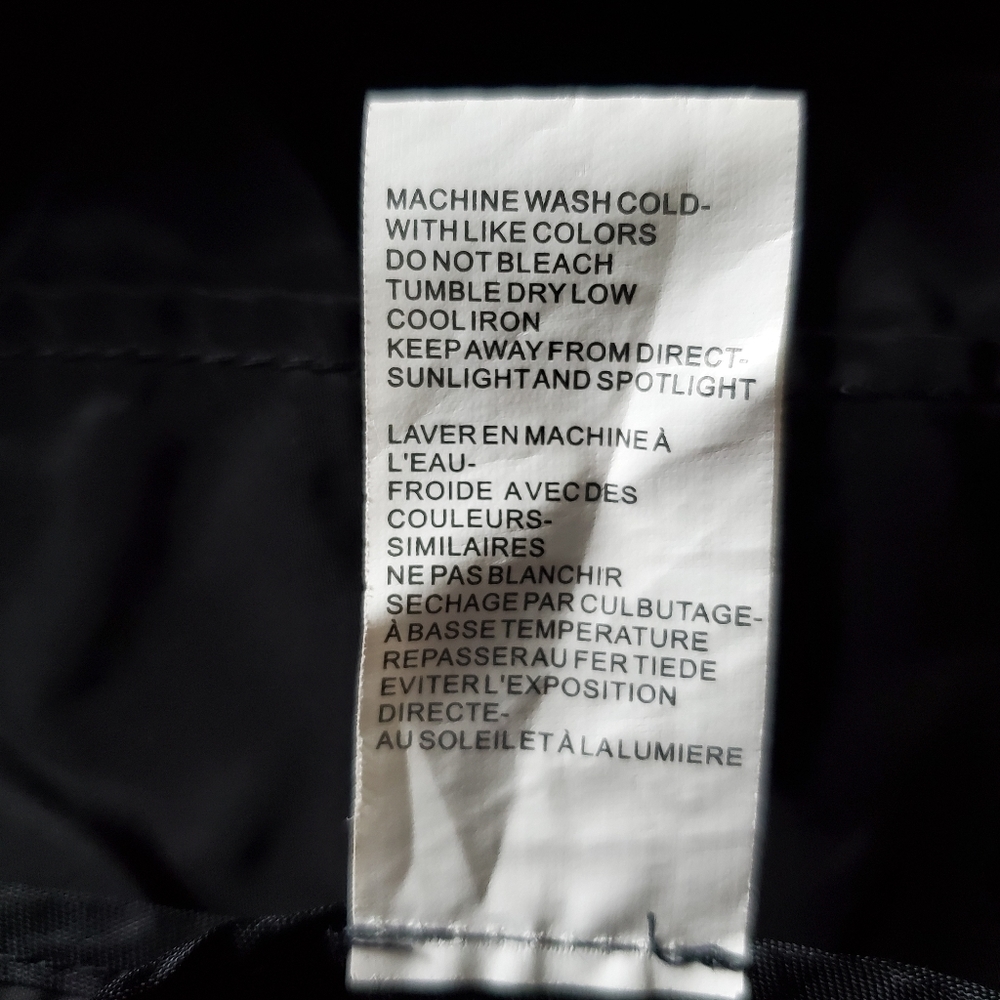 MACHINE WASH COLD-
WITH LIKE COLORS
DO NOT BLEACH
TUMBLE DRY LOW
COOL IRON
KEEP AWAY FROM DIRECT-
SUNLIGHT AND SPOTLIGHT
LAVER EN MACHINE À
L'EAU-
FROIDE AVEC DES
COULEURS-
SIMILAIRES
NE PAS BLANCHIR
SECHAGE PAR CULBUTAGE-
À BASSE TEMPERATURE
REPASSER AU FER TIEDE
EVITER L'EXPOSITION
DIRECTE-
AU SOLEIL ET À LA LUMIERE